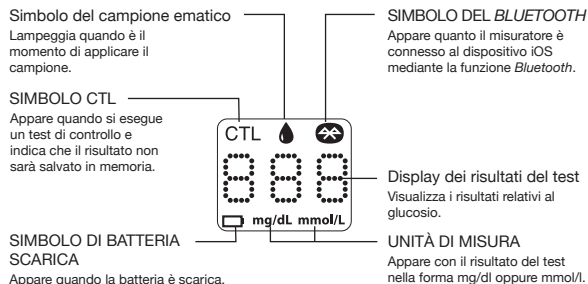 Simbolo del campione ematico
Lampeggia quando è il
momento di applicare il
campione.
SIMBOLO CTL
Appare quando si esegue
un test di controllo e
indica che il risultato non
sarà salvato in memoria.
SIMBOLO DI BATTERIA
SCARICA
Appare quando la batteria è scarica.
CTL
888
mg/dL mmol/L
SIMBOLO DEL BLUETOOTH
Appare quanto il misuratore è
connesso al dispositivo iOS
mediante la funzione Bluetooth.
Display dei risultati del test
Visualizza i risultati relativi al
glucosio.
UNITÀ DI MISURA
Appare con il risultato del test
nella forma mg/dl oppure mmol/l.